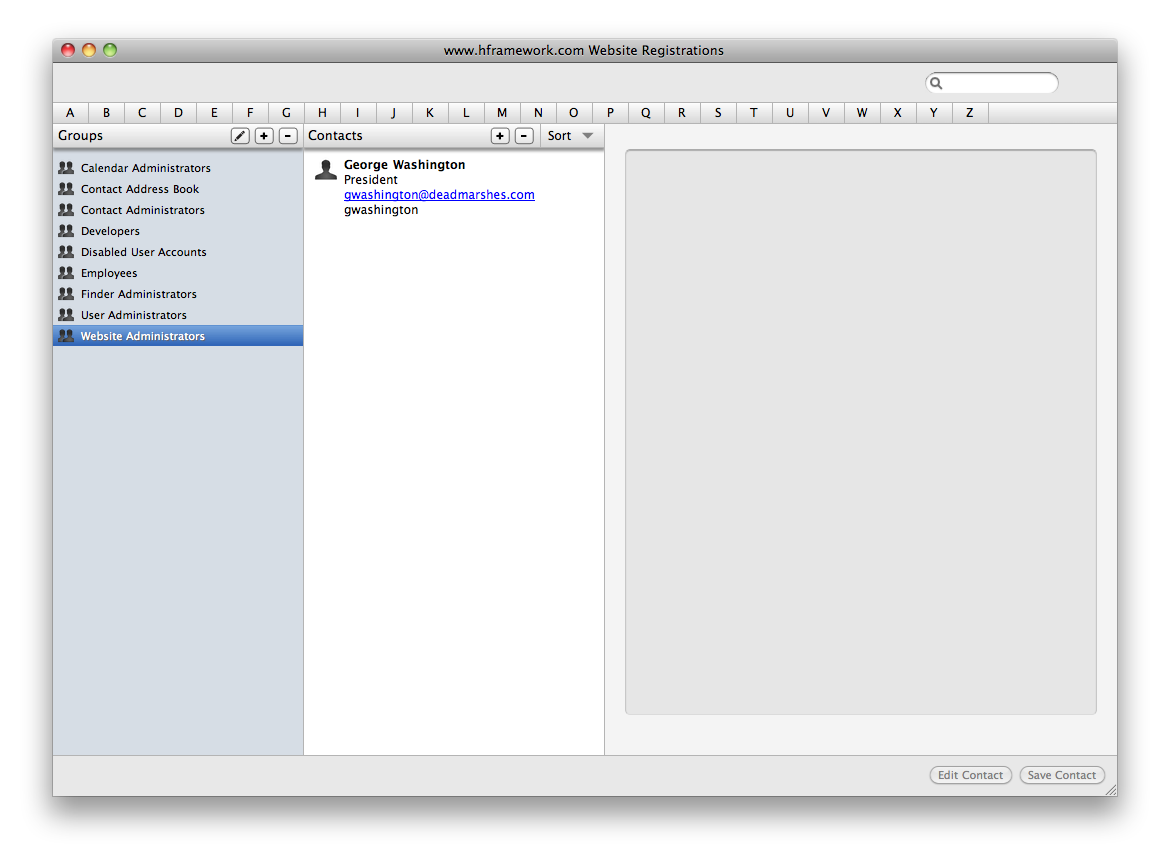 www.hframework.com Website Registrations
A B C D E F G H I J K L M N O P Q R S T U V W X Y Z
Groups
Contacts
Sort
Calendar Administrators
Contact Address Book
Contact Administrators
Developers
Disabled User Accounts
Employees
Finder Administrators
User Administrators
Website Administrators
George Washington
President
gwashington@deadmarshes.com
gwashington
Edit Contact
Save Contact